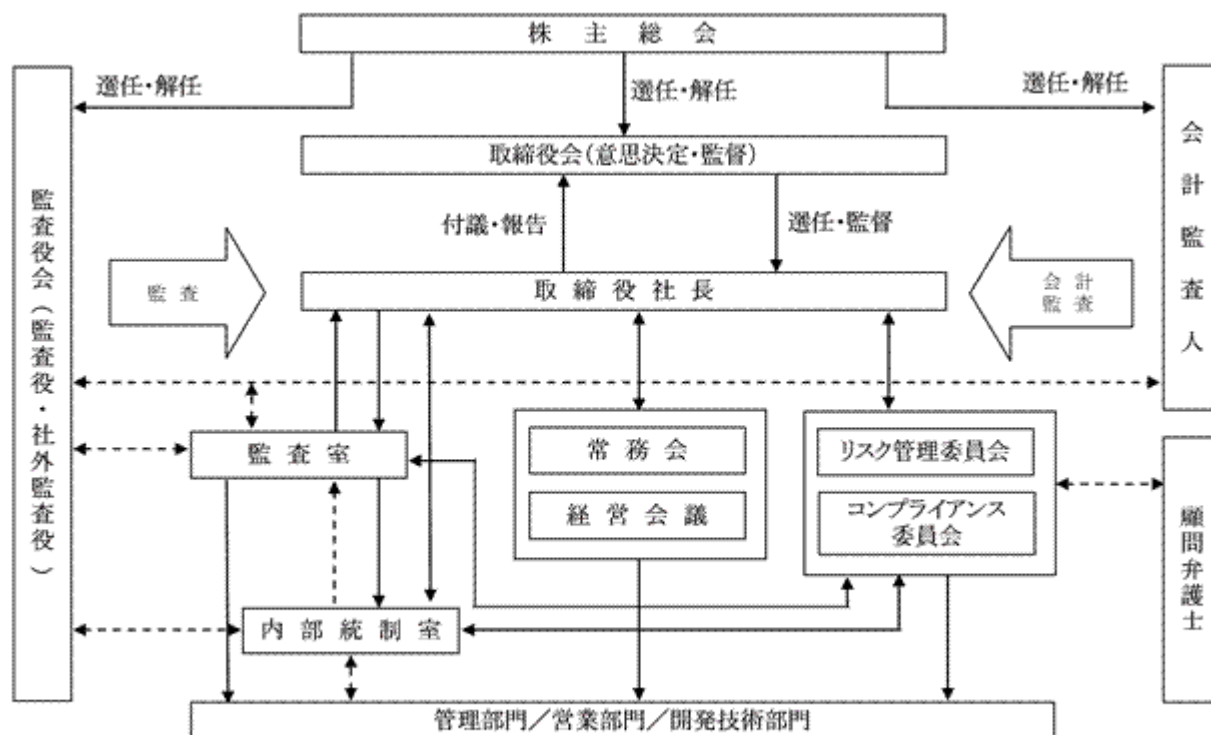 株主総会
選任・解任
選任・解任
選任・解任
取締役会(意思決定・監督)
付議・報告
選任・監督
監査役会(監査役・社外監査役)
会計監査人
監査
取締役社長
会計
監査
監査室
常務会
経営会議
リスク管理委員会
コンプライアンス
委員会
顧問弁護士
内部統制室
管理部門/営業部門/開発技術部門